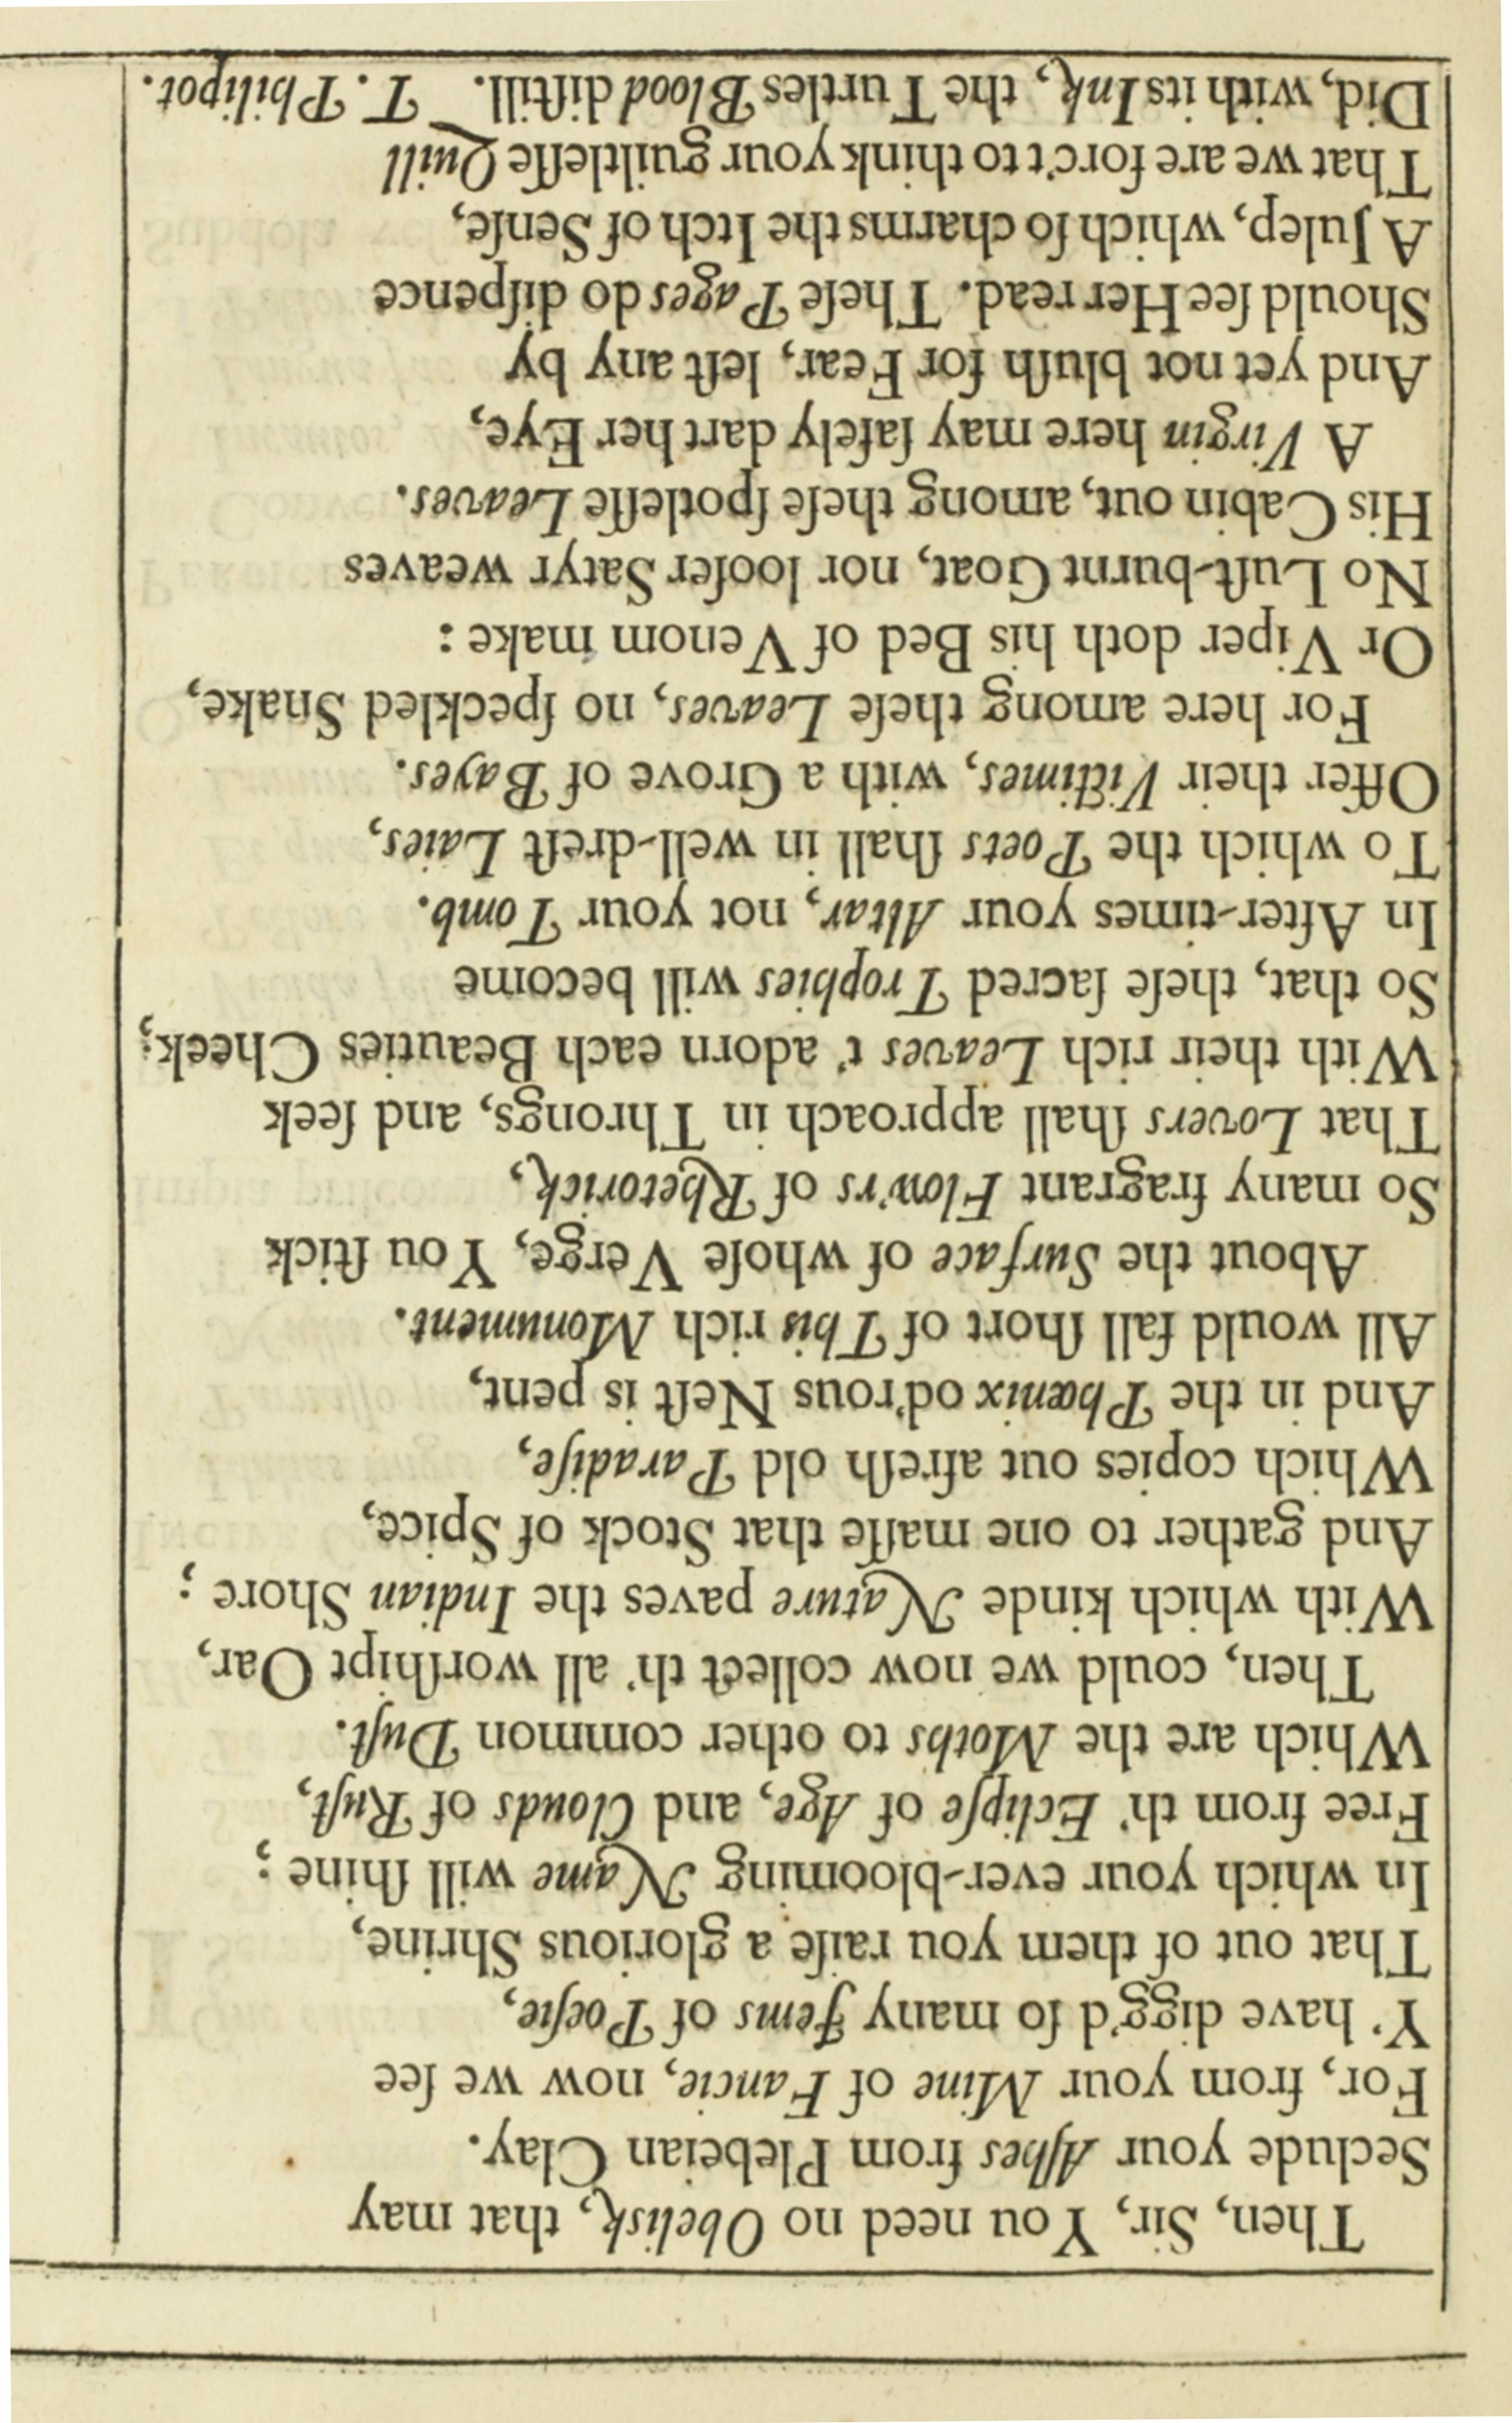 Then, Sir, You need no Obelisk, that may
Seclude your Aſhes from Plebeian Clay.
For, from your Mine of Fancie, now we ſee
Y' have digg'd ſo many Jems of Poeſie,
That out of them you raiſe a glorious Shrine,
In which your ever-blooming Name will ſhine;
Free from th' Eclipſe of Age, and Clouds of Ruſt,
Which are the Moths to other common Duſt.
Then, could we now collect th' all worſhipt Oar,
With which kinde Nature paves the Indian Shore;
And gather to one maſſe that Stock of Spice,
Which copies out afreſh old Paradiſe,
And in the Phœnix od'rous Neſt is pent,
All would fall ſhort of This rich Monument.
About the Surface of whoſe Verge, You ſtick
So many fragrant Flow'rs of Rhetorick,
That Lovers ſhall approach in Throngs, and ſeek
With their rich Leaves t' adorn each Beauties Cheek;
So that, theſe ſacred Trophies will become
In After-times your Altar, not your Tomb.
To which the Poets ſhall in well-dreſt Laies,
Offer their Victimes, with a Grove of Bayes.
For here among theſe Leaves, no ſpeckled Snake,
Or Viper doth his Bed of Venom make:
No Luſt-burnt Goat, nor looſer Satyr weaves
His Cabin out, among theſe ſpotleſſe Leaves.
A Virgin here may ſafely dart her Eye,
And yet not bluſh for Fear, leſt any by
Should ſee Her read. Theſe Pages do diſpence
A Julep, which ſo charms the Itch of Senſe,
That we are forc't to think your guiltleſſe Quill
Did, with its Ink, the Turtles Blood diſtill. T. Philipot.